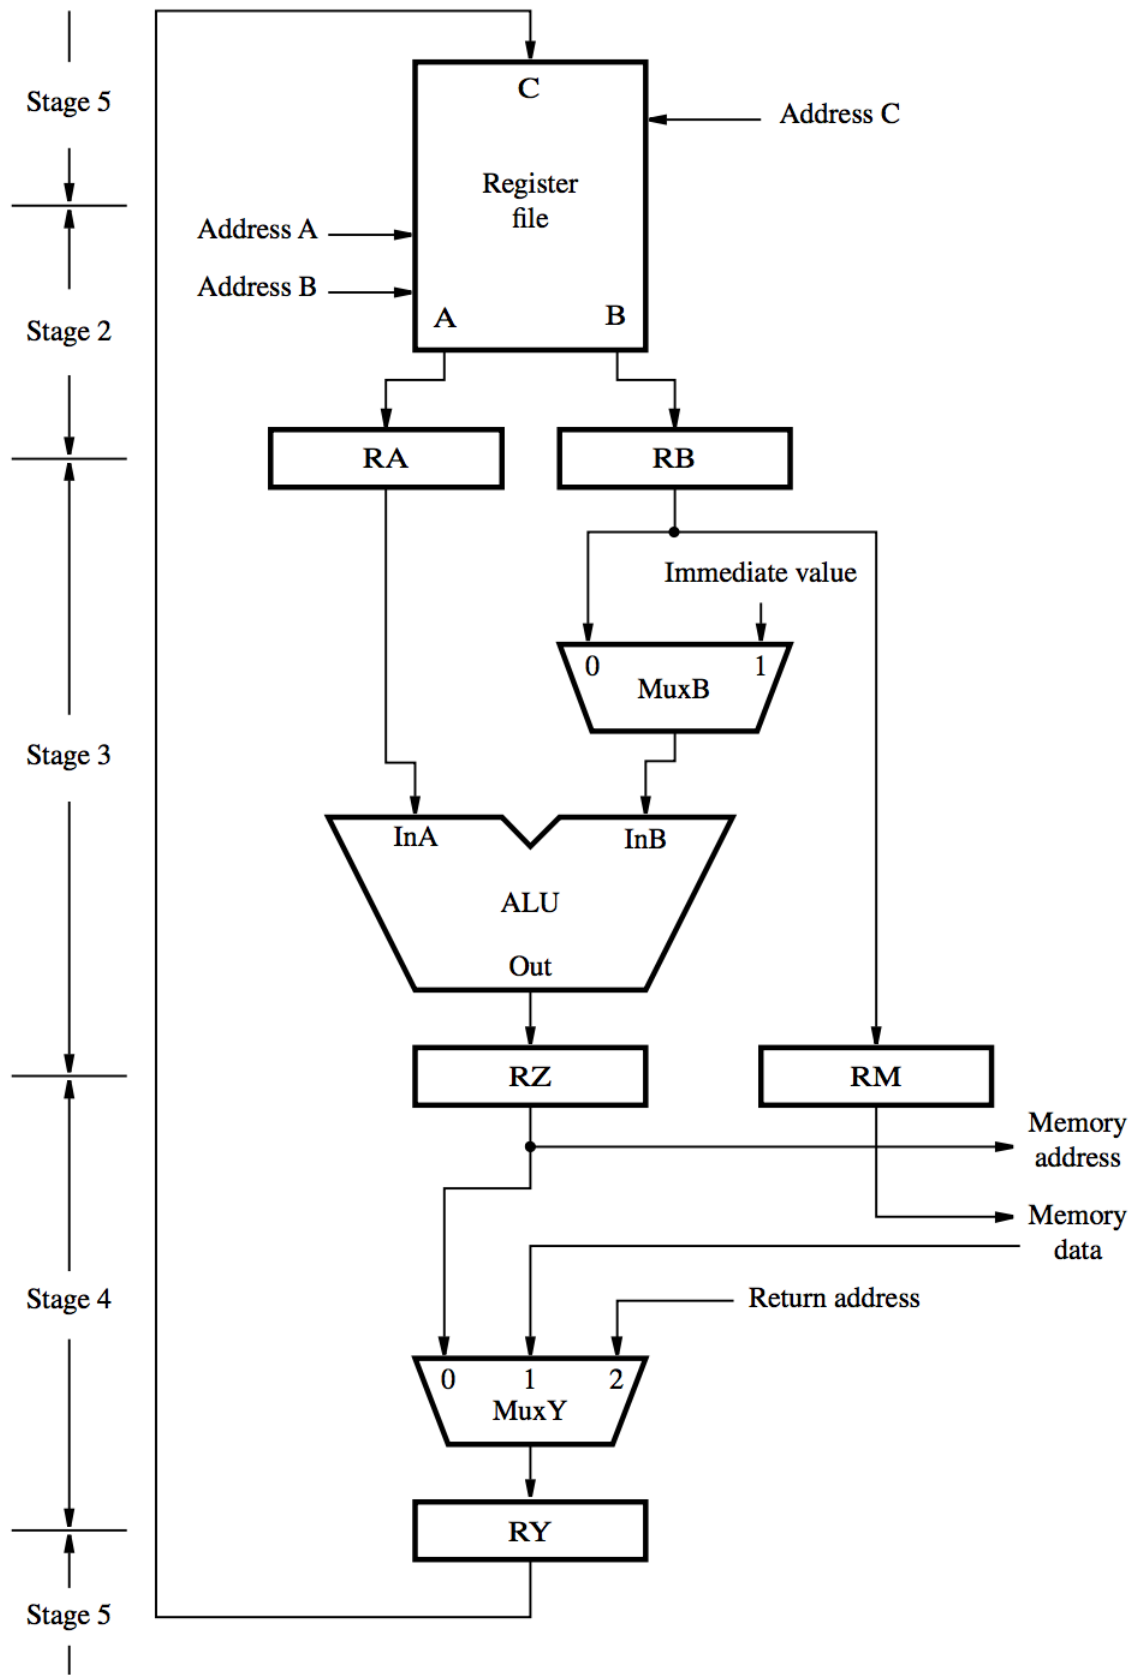 Stage 5
C
Address C
Register
file
Address A
Address B
A
B
Stage 2
RA
RB
Immediate value
0
1
MuxB
Stage 3
InA
InB
ALU
Out
RZ
RM
Memory
address
Memory
data
Return address
Stage 4
0
1
2
MuxY
RY
Stage 5